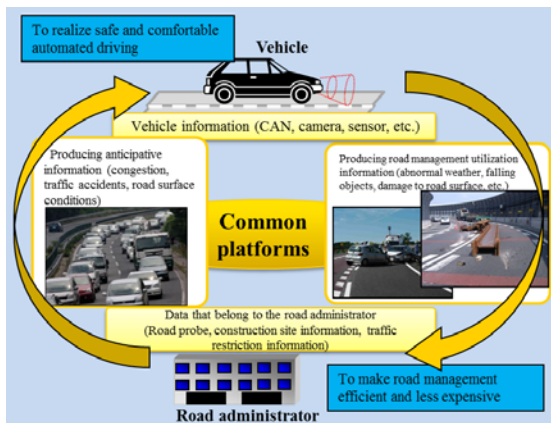 To realize safe and comfortable
automated driving
Vehicle
Vehicle information (CAN, camera, sensor, etc.)
Producing anticipative
information (congestion,
traffic accidents, road surface
conditions)
Producing road management utilization
information (abnormal weather, falling
objects, damage to road surface, etc.)
Common
platforms
Data that belong to the road administrator
(Road probe, construction site information, traffic
restriction information)
To make road management
efficient and less expensive
Road administrator